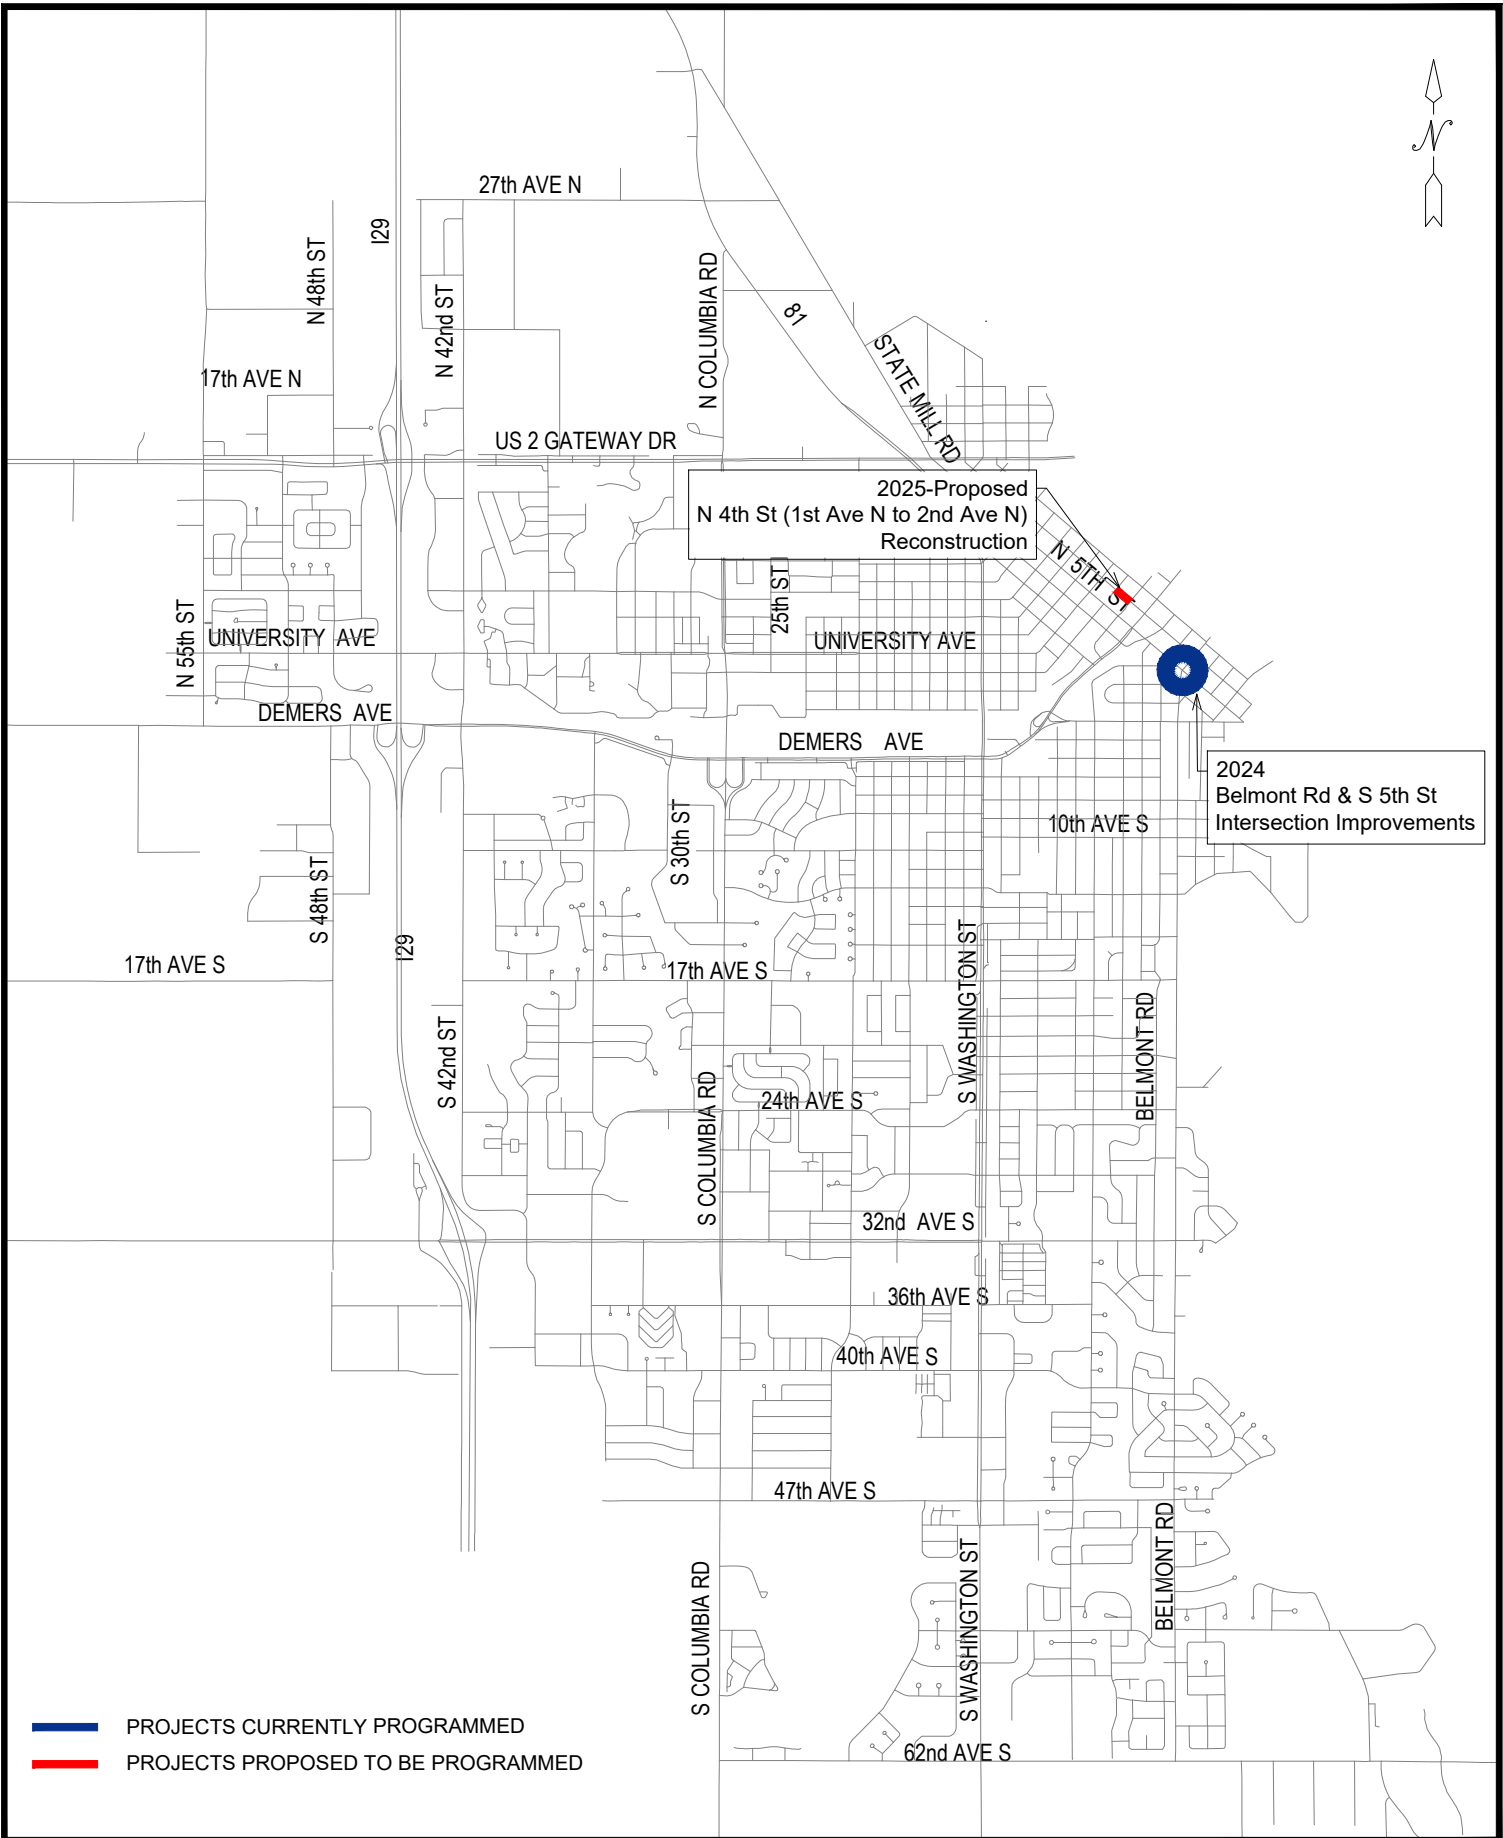 N
27th AVE N
I29
N 48th ST
N COLUMBIA RD
N 42nd ST
81
STATE MILL RD
17th AVE N
US 2 GATEWAY DR
2025-Proposed
N 4th St (1st Ave N to 2nd Ave N)
Reconstruction
N 5TH ST
25th ST
N 55th ST
UNIVERSITY AVE
UNIVERSITY AVE
DEMERS AVE
DEMERS AVE
2024
Belmont Rd & S 5th St
Intersection Improvements
10th AVE S
S 30th ST
S 48th ST
I29
S WASHINGTON ST
17th AVE S
17th AVE S
S 42nd ST
BELMONT RD
S COLUMBIA RD
24th AVE S
32nd AVE S
36th AVE S
40th AVE S
47th AVE S
BELMONT RD
S WASHINGTON ST
S COLUMBIA RD
PROJECTS CURRENTLY PROGRAMMED
PROJECTS PROPOSED TO BE PROGRAMMED
62nd AVE S